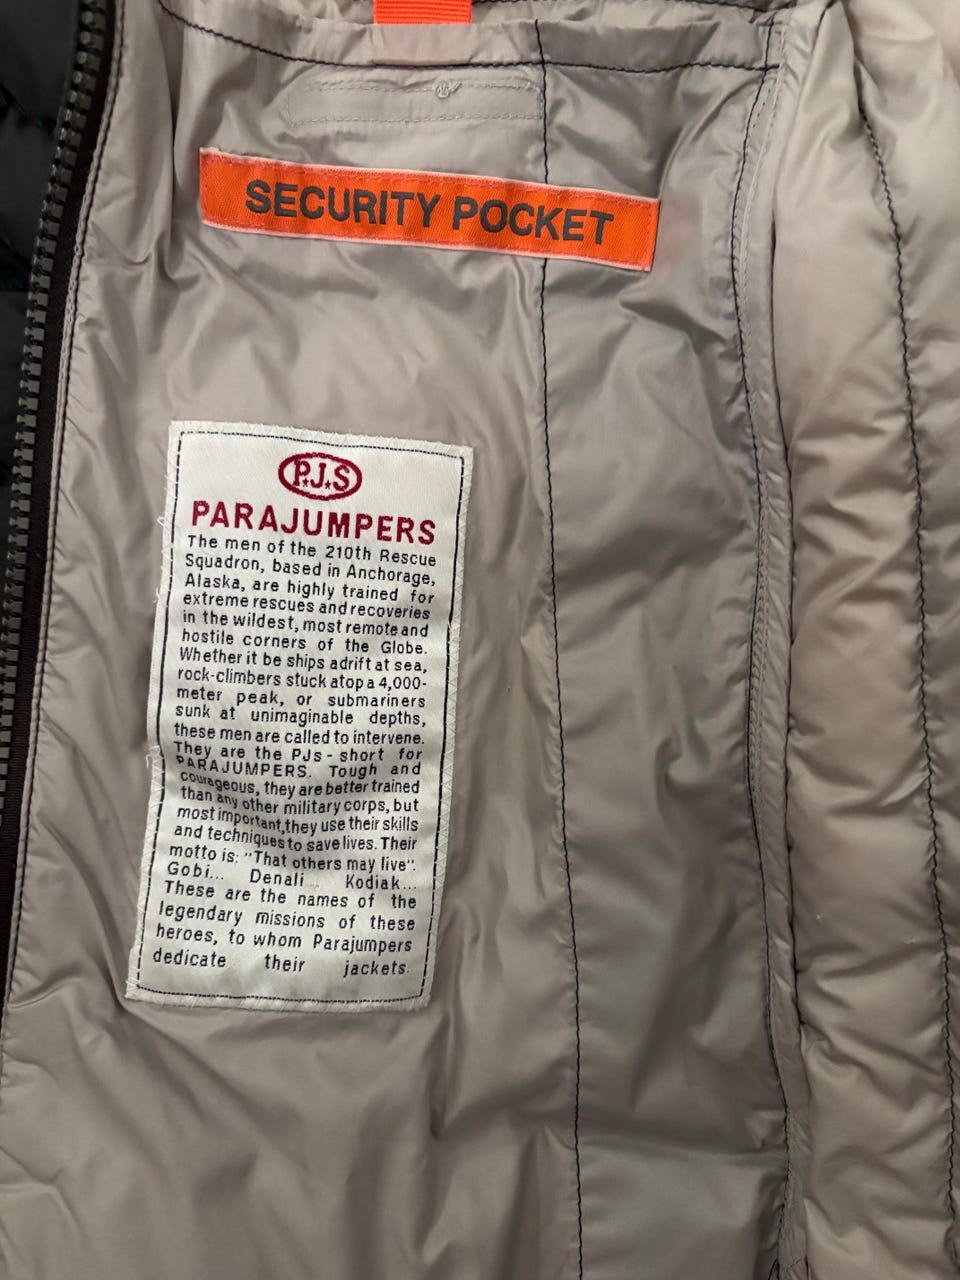 SECURITY POCKET
P.J.S
PARAJUMPERS
The men of the 210th Rescue
Squadron, based in Anchorage,
Alaska, are highly trained for
extreme rescues and recoveries
in the wildest, most remote and
hostile corners of the Globe.
Whether it be ships adrift at sea,
rock-climbers stuck atop a 4,000-
meter peak, or submariners
sunk at unimaginable depths,
these men are called to intervene.
They are the PJs - short for
PARAJUMPERS. Tough and
courageous, they are better trained
than any other military corps, but
most important,they use their skills
and techniques to save lives. Their
motto is: "That others may live".
Gobi... Denali... Kodiak...
These are the names of the
legendary missions of these
heroes, to whom Parajumpers
dedicate their jackets.